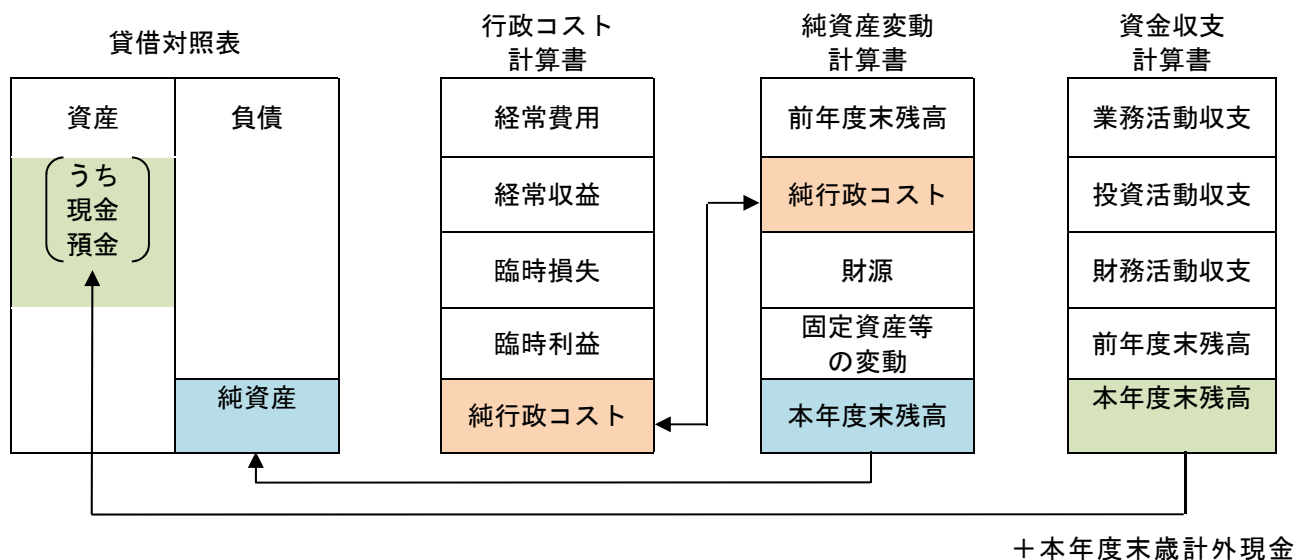 貸借対照表
資産
うち
現金
預金
負債
純資産
行政コスト
計算書
経常費用
経常収益
臨時損失
臨時利益
純行政コスト
純資産変動
計算書
前年度末残高
純行政コスト
財源
固定資産等
の変動
本年度末残高
資金収支
計算書
業務活動収支
投資活動収支
財務活動収支
前年度末残高
本年度末残高
＋本年度末歳計外現金